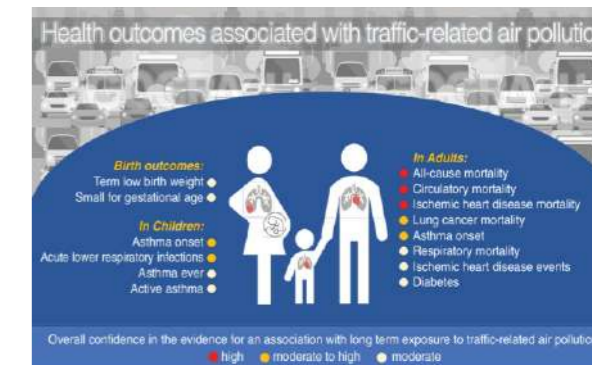 Health outcomes associated with traffic-related air pollutio
Birth outcomes:
Term low birth weight
Small for gestational age
In Children:
Asthma onset
Acute lower respiratory infections
Asthma ever
Active asthma
In Adults:
All-cause mortality
Circulatory mortality
Ischemic heart disease mortality
Lung cancer mortality
Asthma onset
Respiratory mortality
Ischemic heart disease events
Diabetes
Overall confidence in the evidence for an association with long term exposure to traffic-related air pollutio
high moderate to high moderate